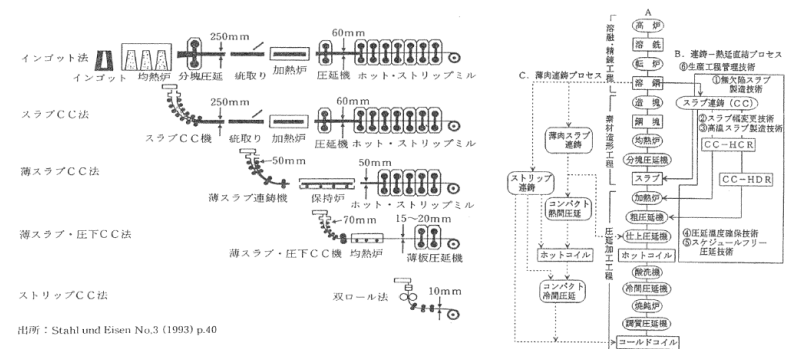 インゴット法
250mm
60mm
加熱炉
インゴット 均熱炉 分塊圧延 疵取り 圧延機 ホット・ストリップミル
スラブCC法
250mm
60mm
スラブCC機 疵取り 加熱炉 圧延機 ホット・ストリップミル
薄スラブCC法
50mm
50mm
薄スラブ連鋳機 保持炉 ホット・ストリップミル
薄スラブ・圧下CC法
70mm
15〜20mm
薄スラブ・圧下CC機 均熱炉 薄板圧延機
ストリップCC法
双ロール法
10mm
出所：Stahl und Eisen No.3 (1993) p.40
A
溶融・精錬工程
高炉
溶銑
転炉
溶鋼
素材造形工程
造塊
鋼塊
均熱炉
分塊圧延機
スラブ
圧延加工工程
加熱炉
粗圧延機
仕上圧延機
ホットコイル
酸洗機
冷間圧延機
焼鈍炉
調質圧延機
コールドコイル
B．連鋳－熱延直結プロセス
⑥生産工程管理技術
①無欠陥スラブ
製造技術
スラブ連鋳（CC）
②スラブ幅変更技術
③高温スラブ製造技術
CC－HCR
CC－HDR
④圧延温度確保技術
⑤スケジュールフリー
圧延技術
C．薄肉連鋳プロセス
薄肉スラブ
連鋳
ストリップ
連鋳
コンパクト
熱間圧延
ホットコイル
コンパクト
冷間圧延